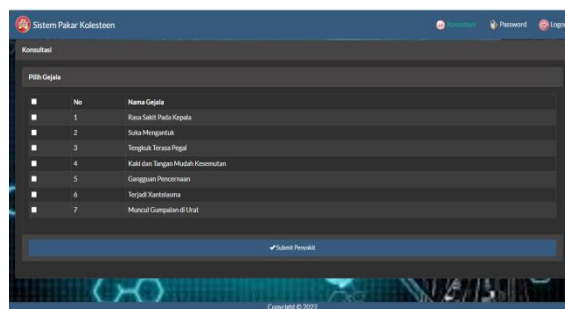 Sistem Pakar Kolesteen
Konsultasi Password Logou
Konsultasi
Pilih Gejala
No Nama Gejala
1 Rasa Sakit Pada Kepala
2 Suka Mengantuk
3 Tengkuk Terasa Pegal
4 Kaki dan Tangan Mudah Kesemutan
5 Gangguan Pencernaan
6 Terjadi Xantelasma
7 Muncul Gumpalan di Urat
✔Submit Penyakit
Copyright © 2022